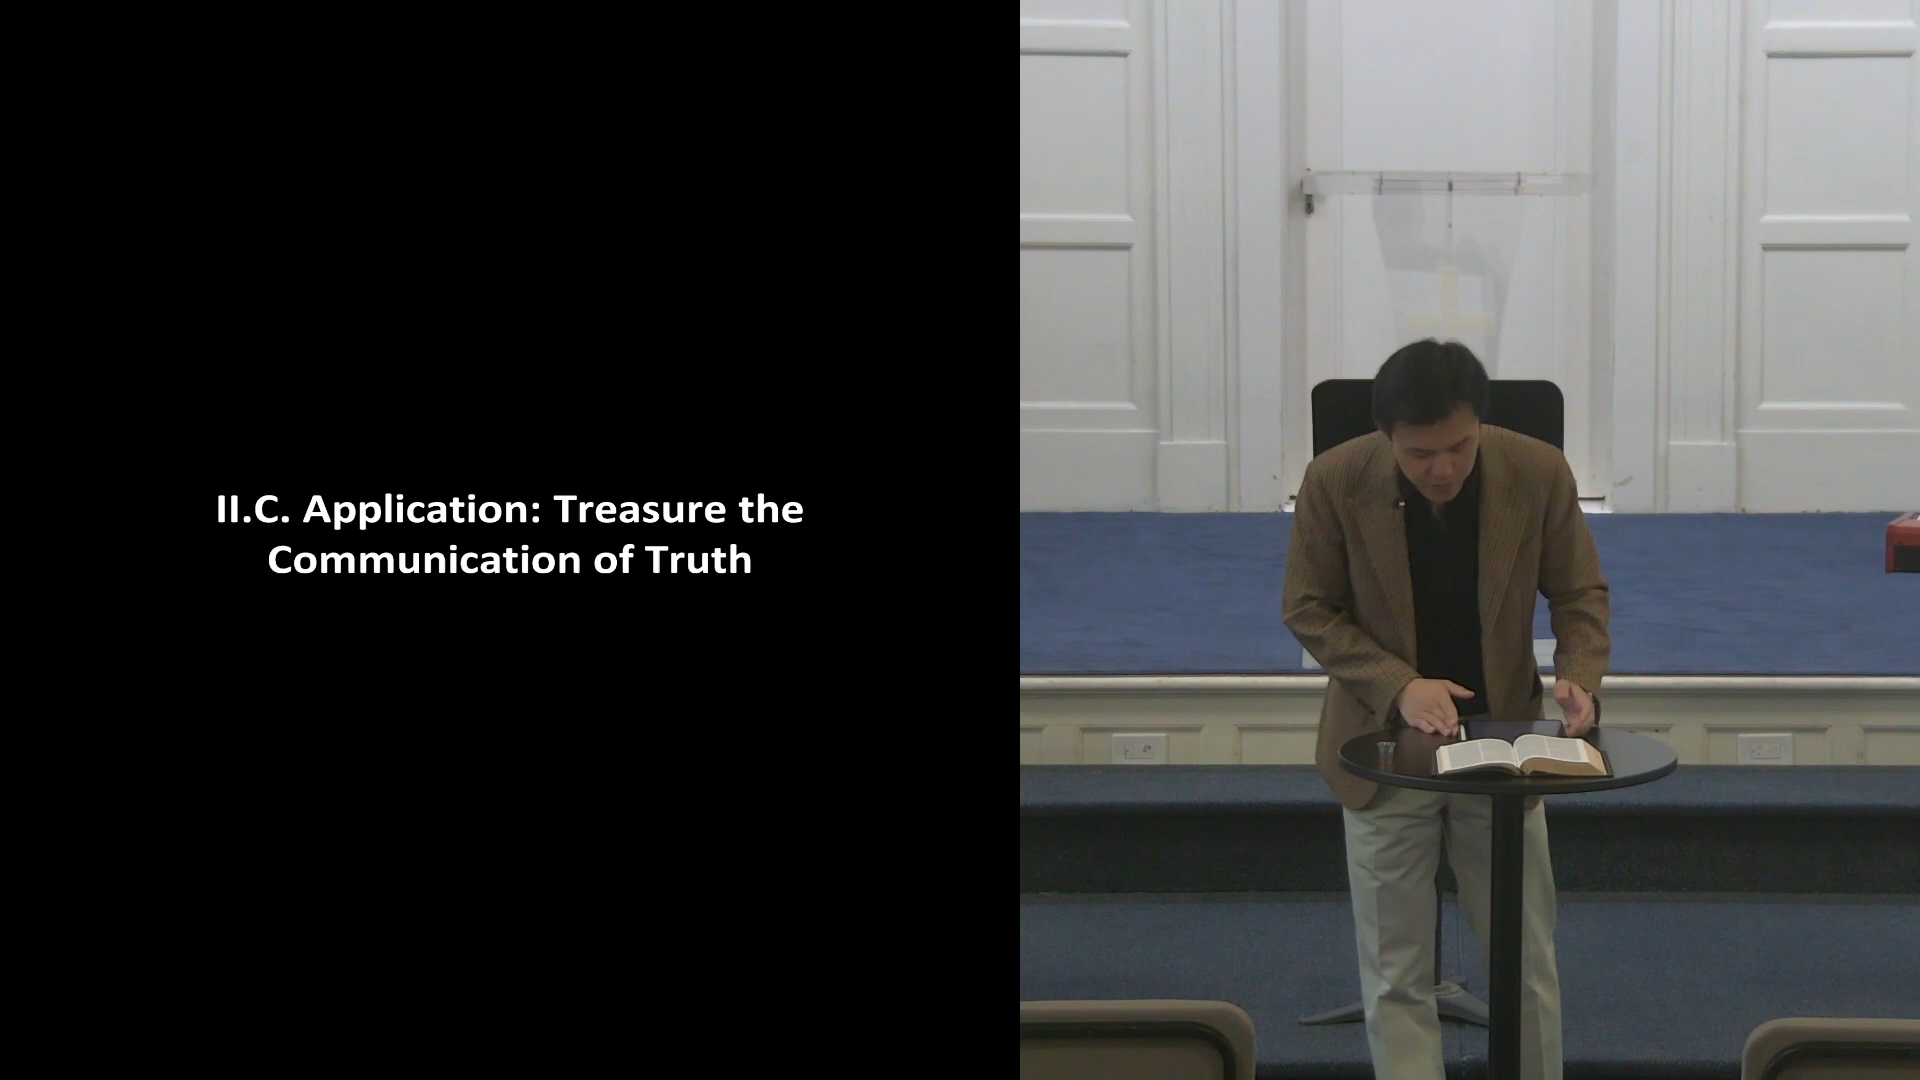 II.C. Application: Treasure the
Communication of Truth